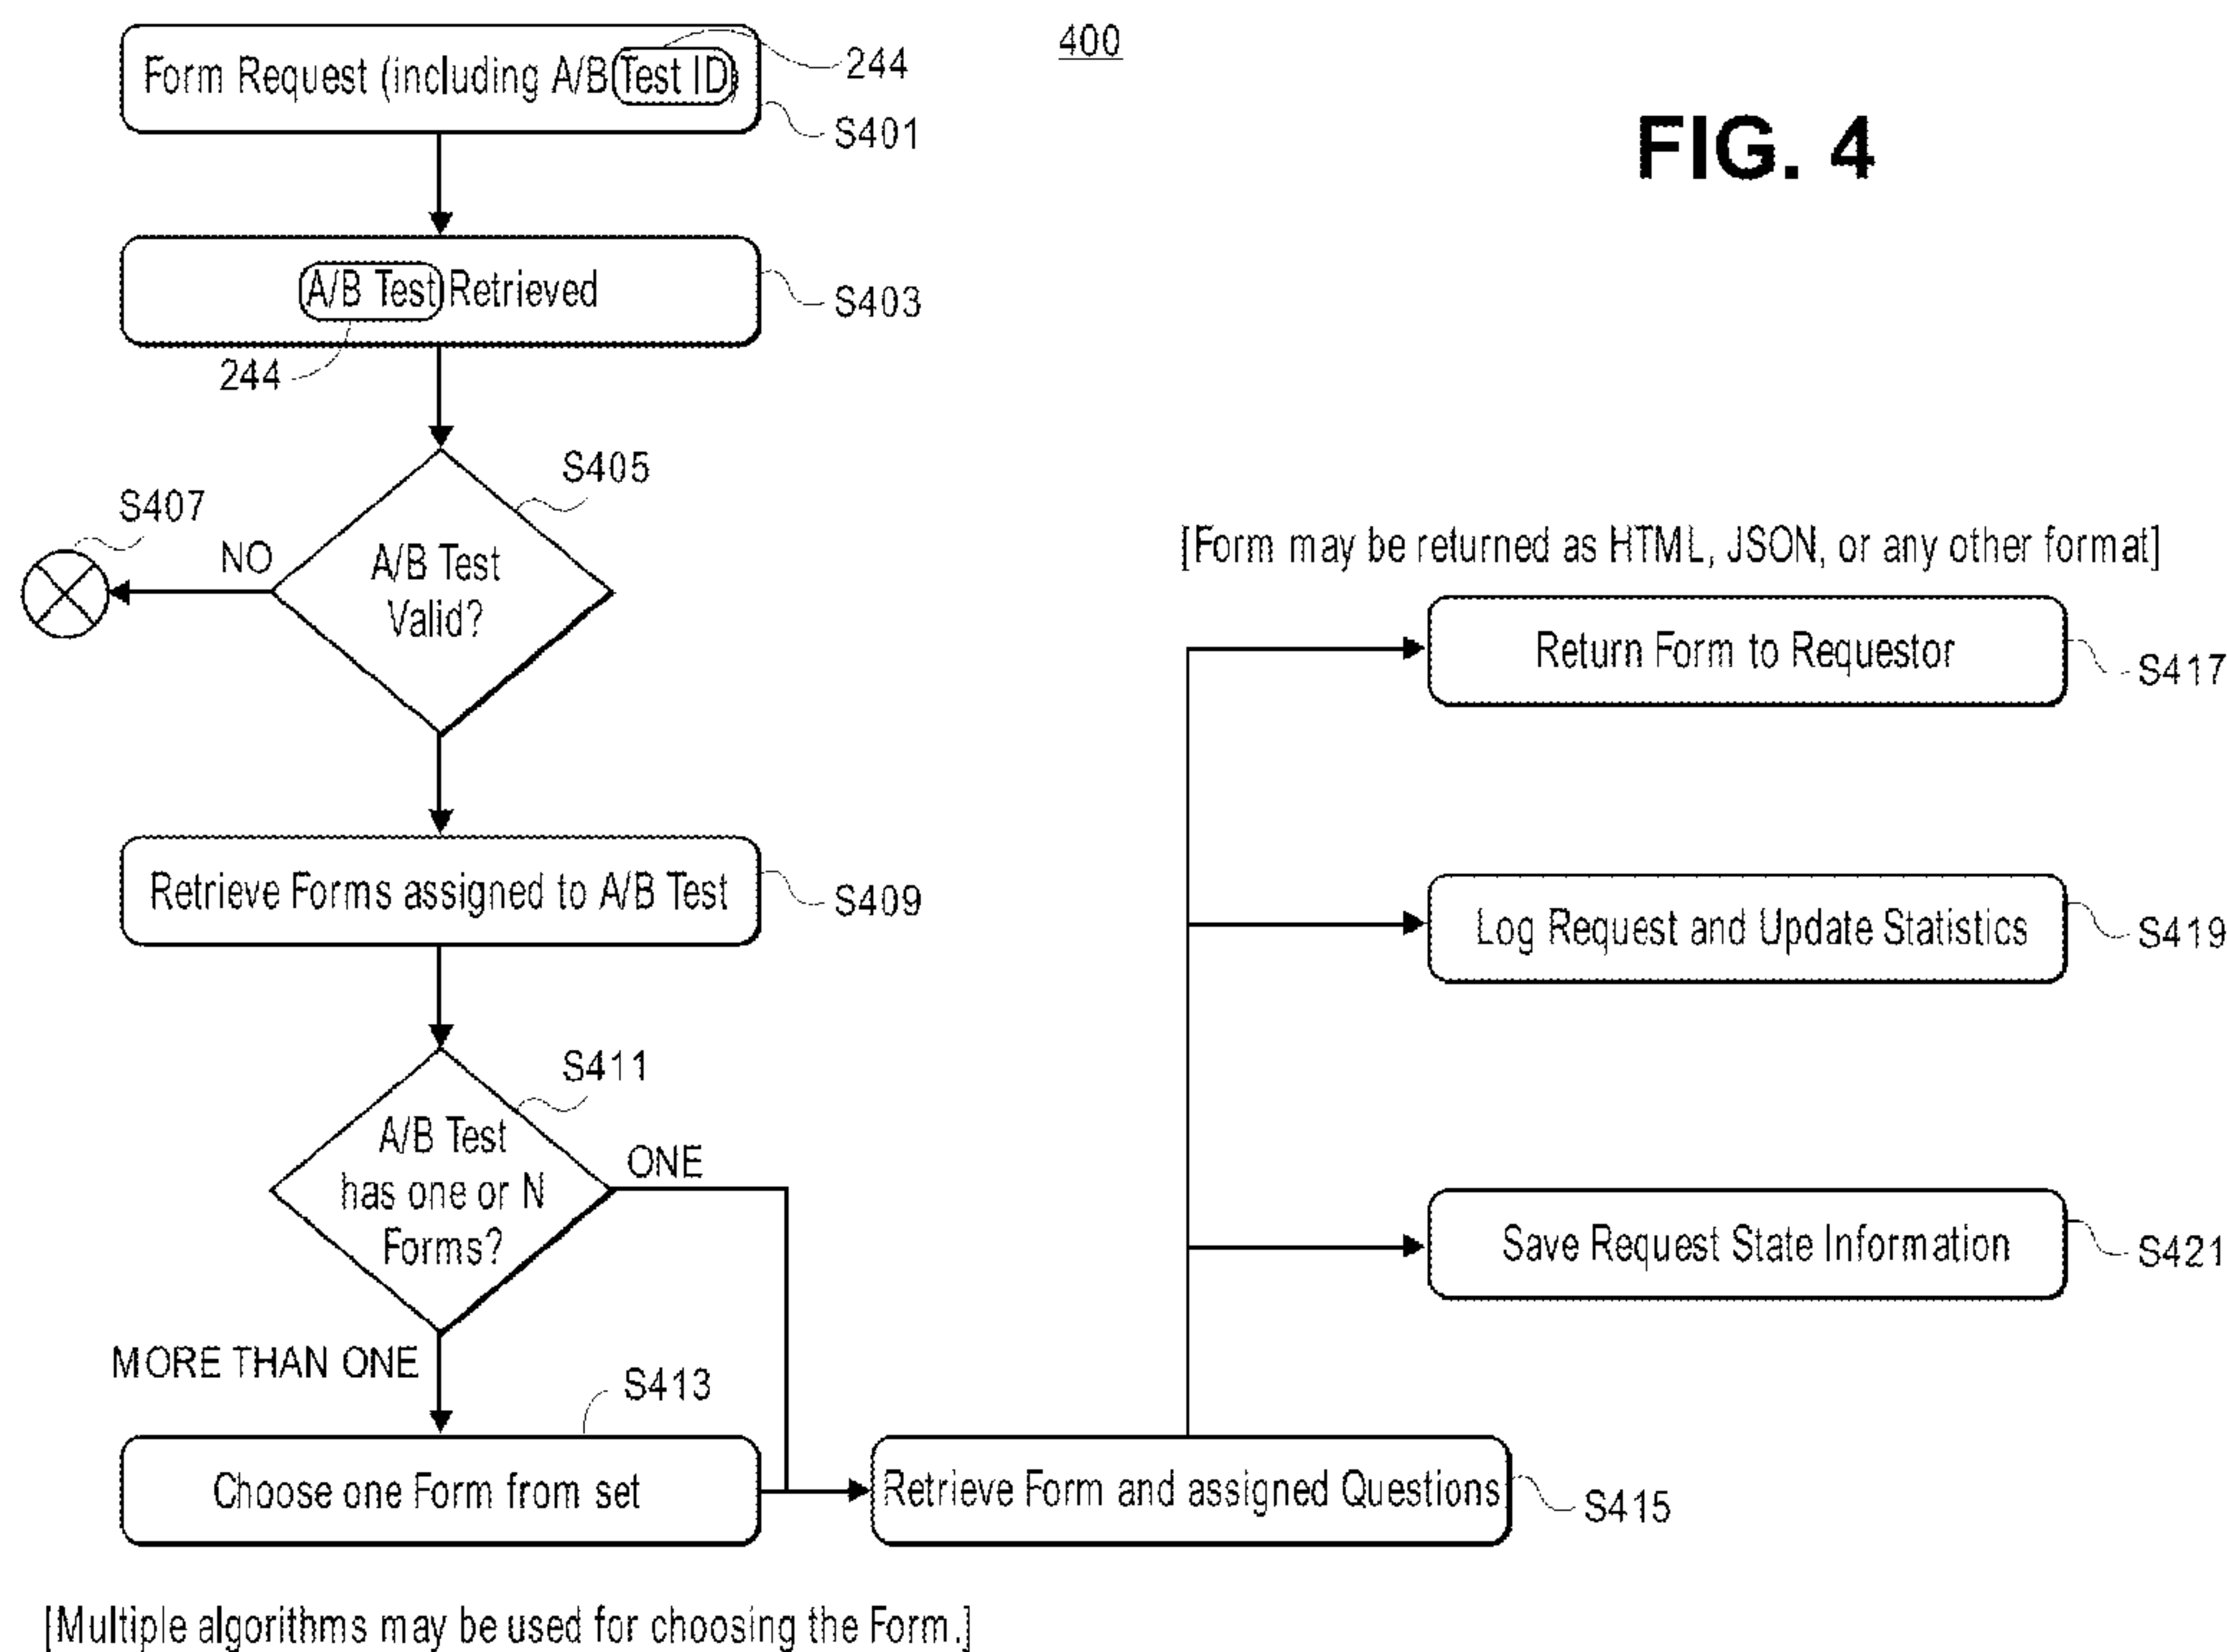 400
FIG. 4
Form Request (including A/B Test ID)
244
S401
A/B Test Retrieved
S403
244
S405
A/B Test
Valid?
NO
S407
Retrieve Forms assigned to A/B Test
S409
S411
A/B Test
has one or N
Forms?
ONE
MORE THAN ONE
S413
Choose one Form from set
[Multiple algorithms may be used for choosing the Form.]
Retrieve Form and assigned Questions
S415
[Form may be returned as HTML, JSON, or any other format]
Return Form to Requestor
S417
Log Request and Update Statistics
S419
Save Request State Information
S421